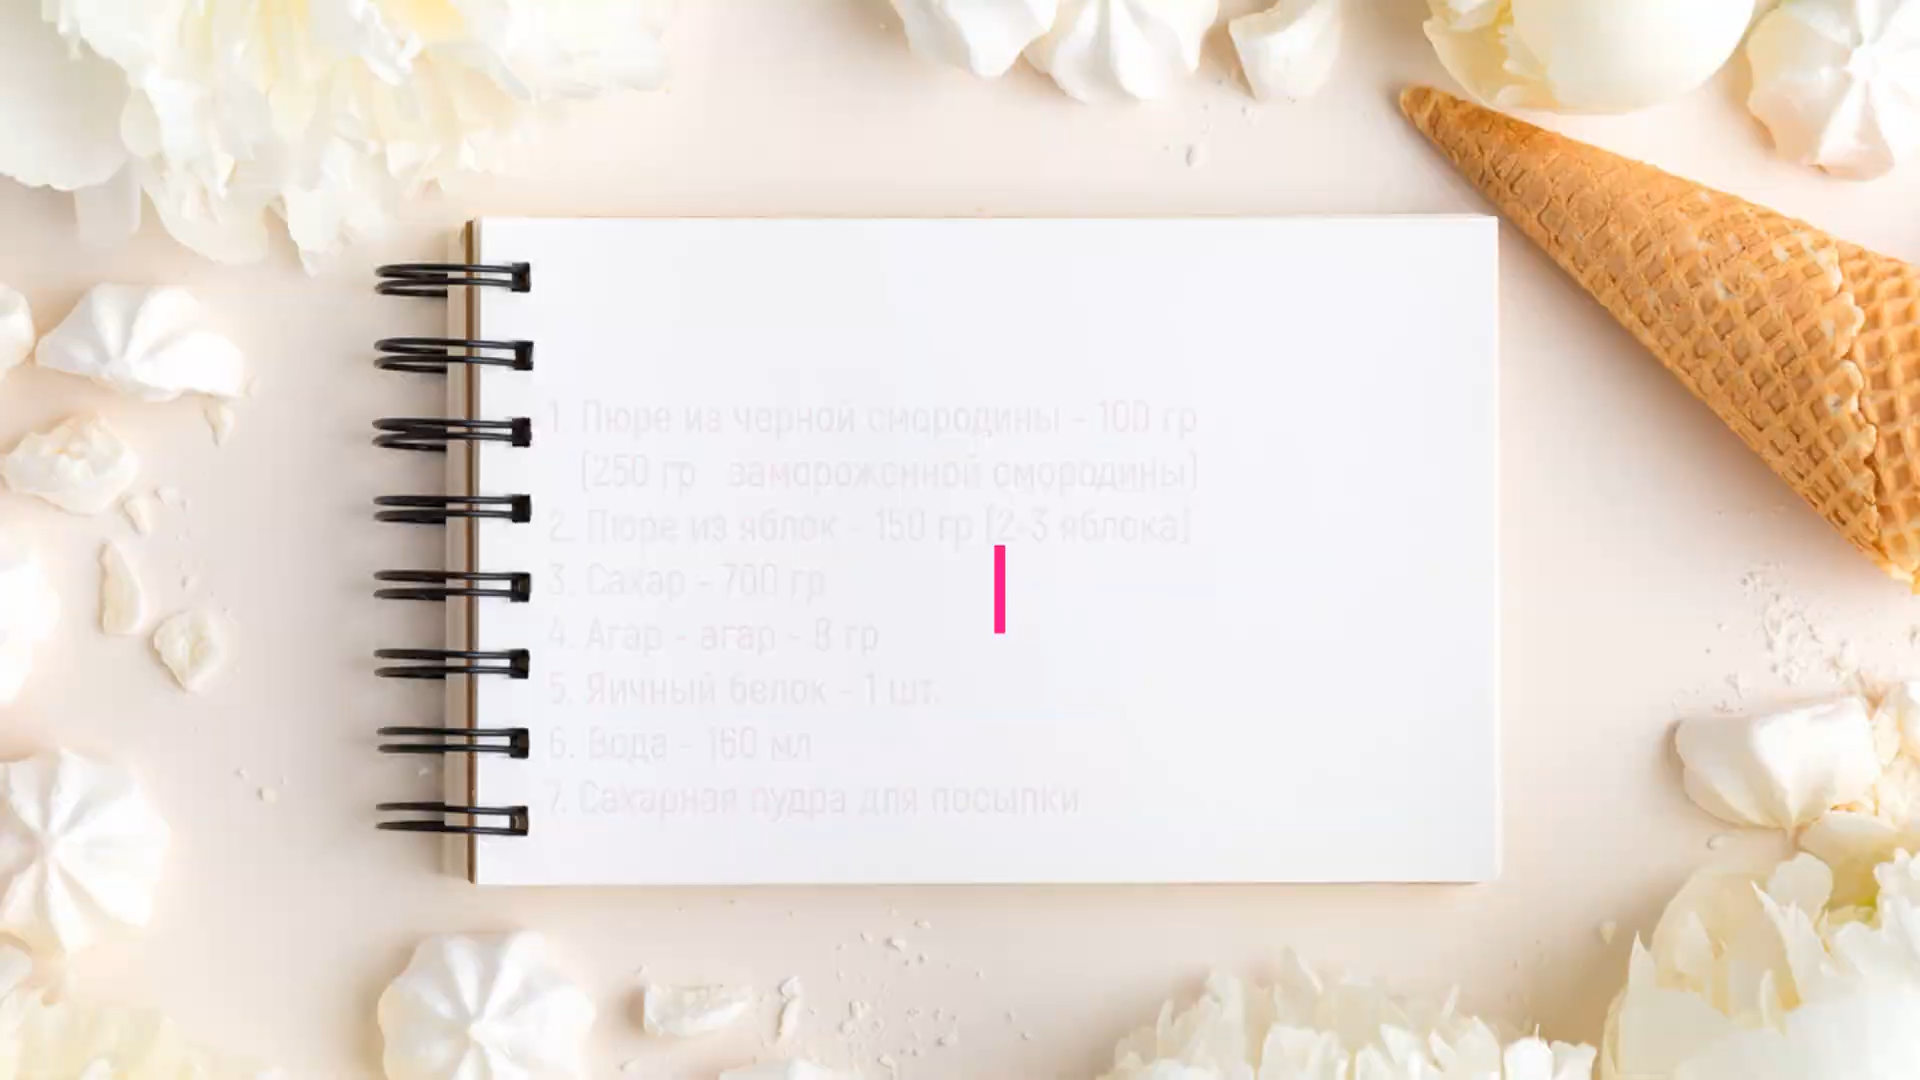 1. Пюре из черной смородины - 100 гр
(250 гр замороженной смородины)
2. Пюре из яблок - 150 гр (2-3 яблока)
3. Сахар - 700 гр
4. Агар - агар - 8 гр
5. Яичный белок - 1 шт.
6. Вода - 160 мл
7. Сахарная пудра для посыпки